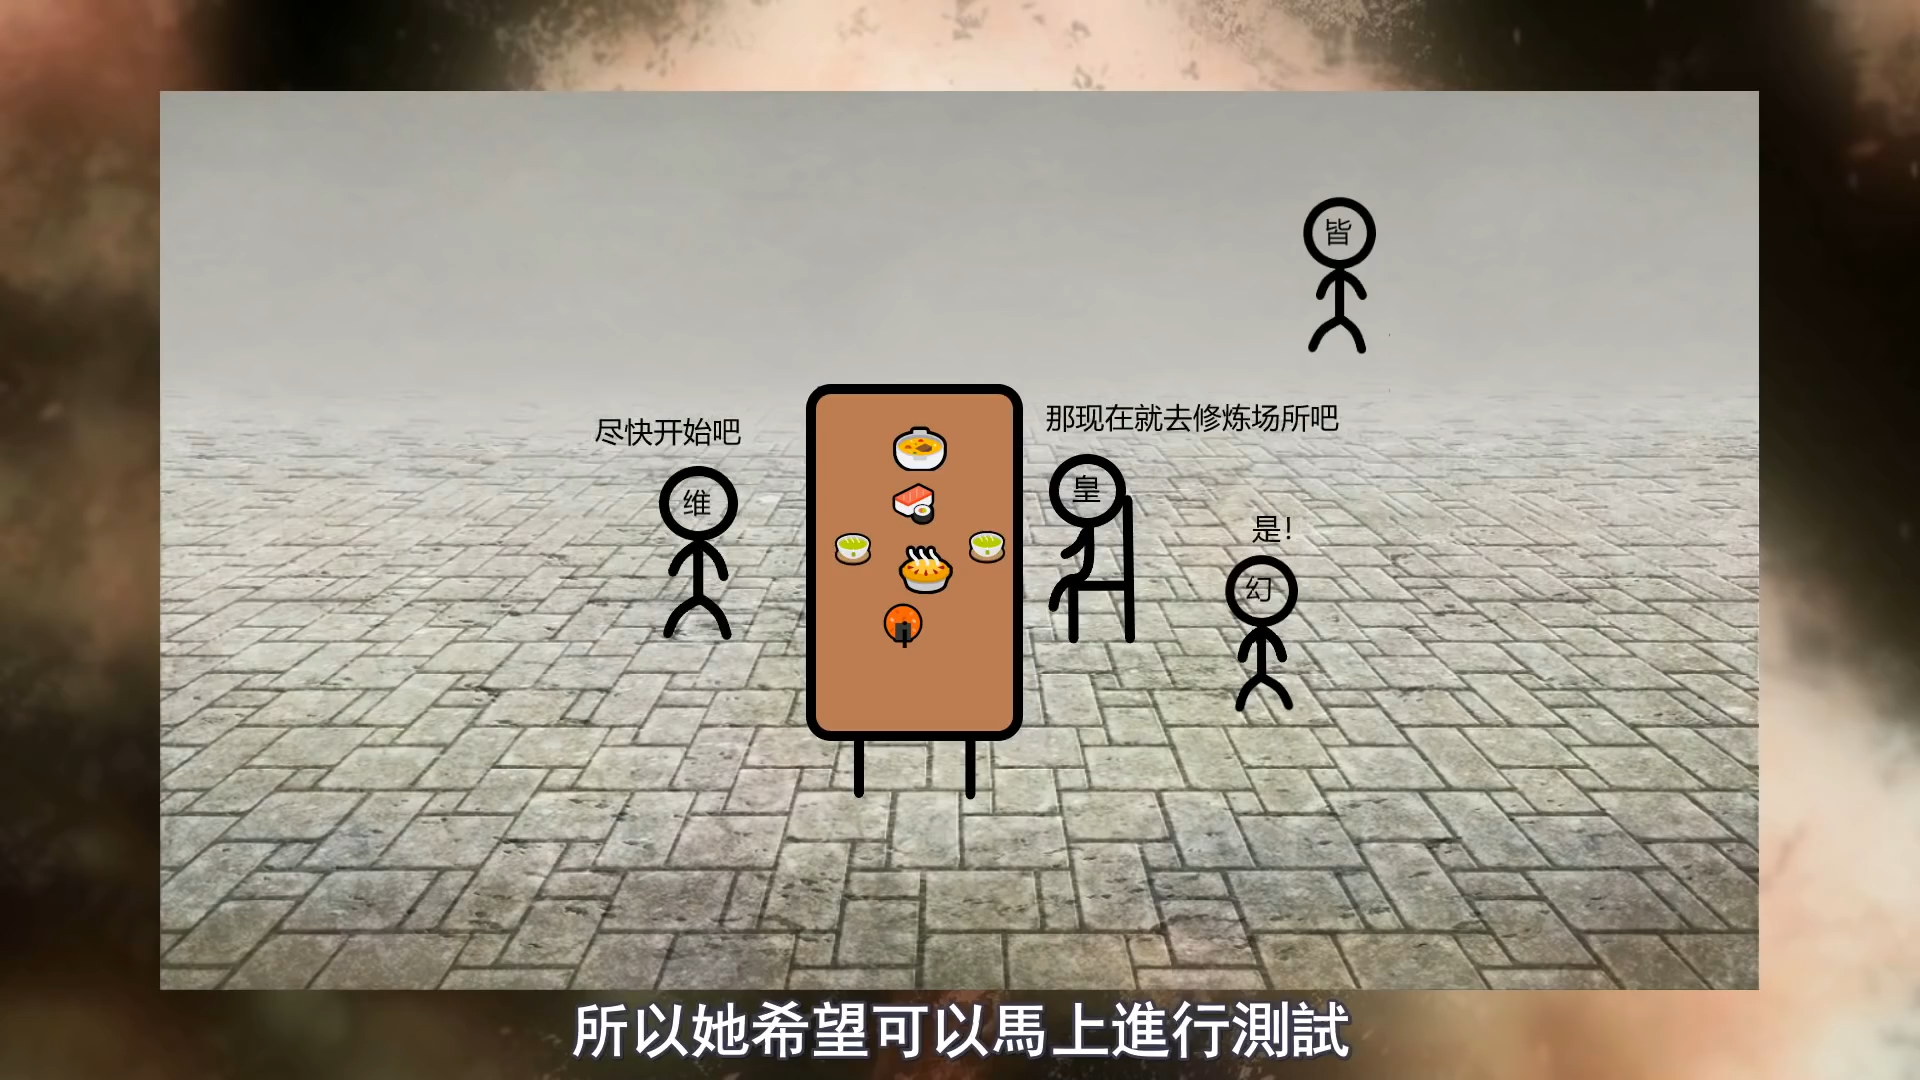 皆
那现在就去修炼场所吧
尽快开始吧
皇
维
是!
幻
所以她希望可以馬上進行測試